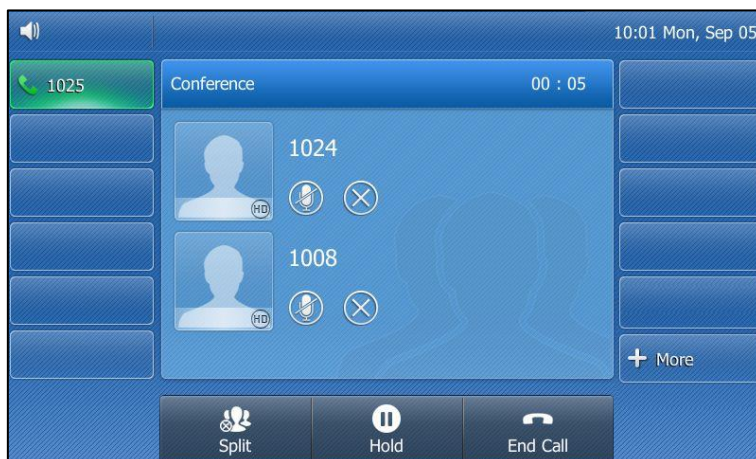 10:01 Mon, Sep 05
1025
Conference 00 : 05
1024
HD
1008
HD
More
Split Hold End Call